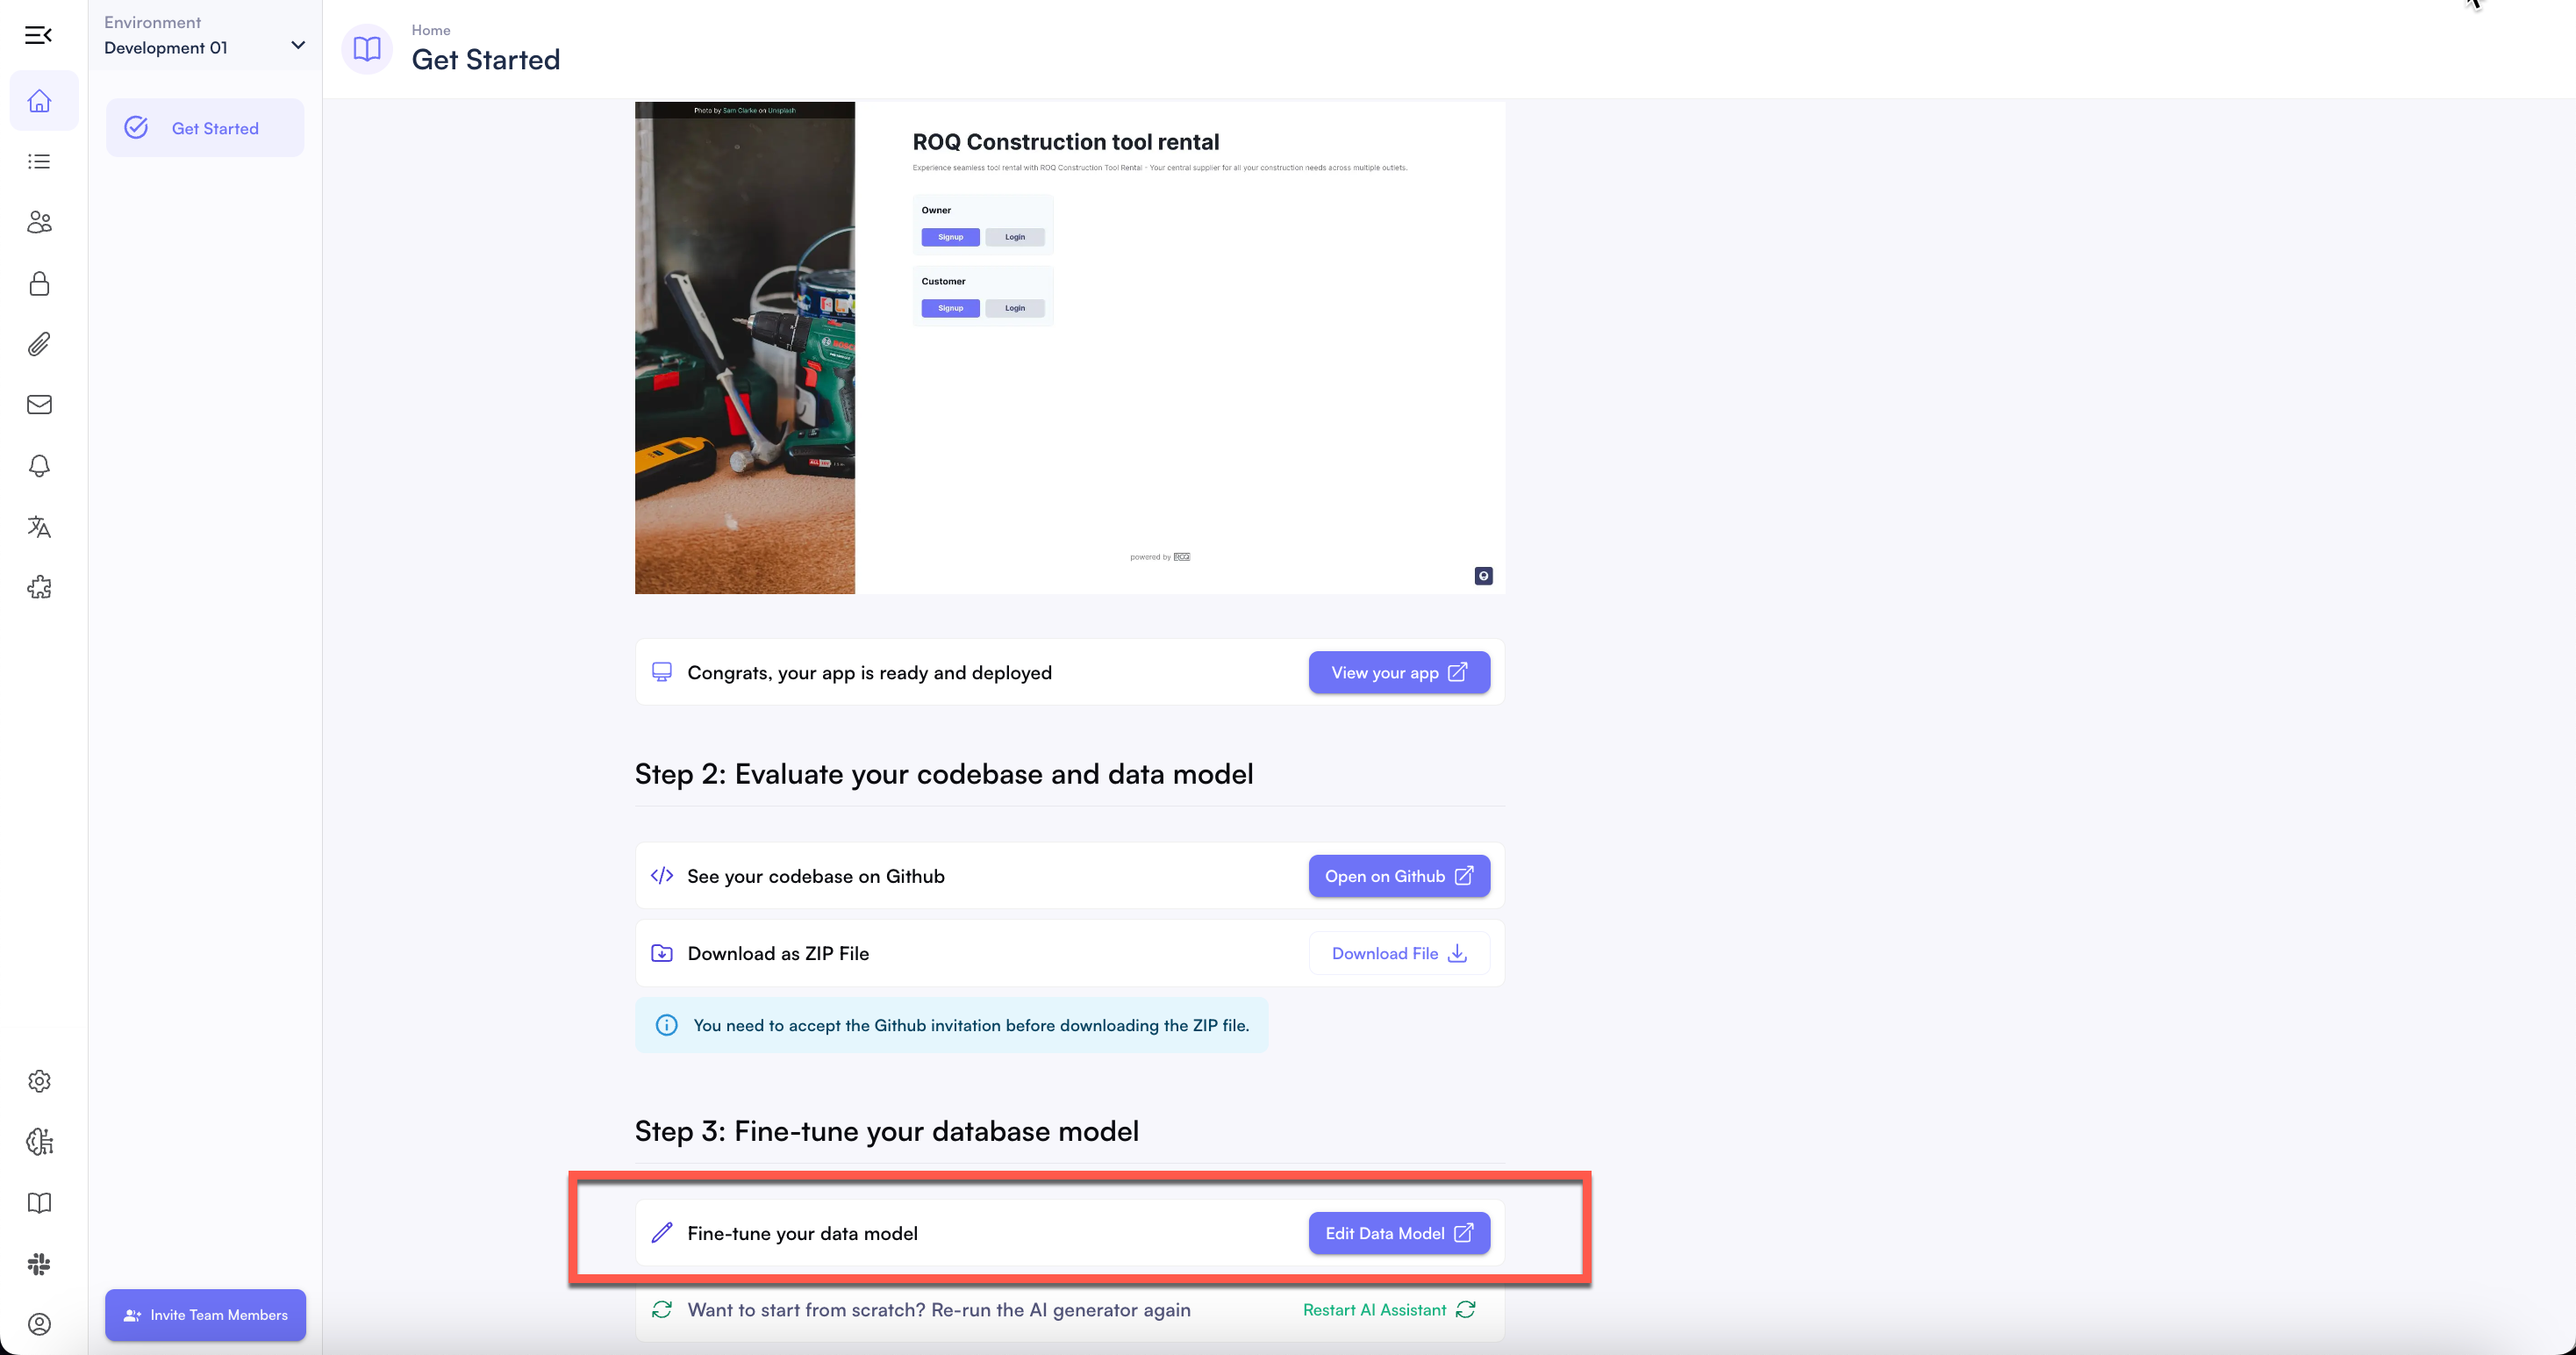 Environment
Development 01
Get Started
Invite Team Members
Home
Get Started
Photo by Sam Clarke on Unsplash
ROQ Construction tool rental
Experience seamless tool rental with ROQ Construction Tool Rental - Your central supplier for all your construction needs across multiple outlets.
Owner
Signup Login
Customer
Signup Login
BOSCH
powered by ROQ
Congrats, your app is ready and deployed
View your app
Step 2: Evaluate your codebase and data model
See your codebase on Github
Open on Github
Download as ZIP File
Download File
You need to accept the Github invitation before downloading the ZIP file.
Step 3: Fine-tune your database model
Fine-tune your data model
Edit Data Model
Want to start from scratch? Re-run the AI generator again
Restart AI Assistant